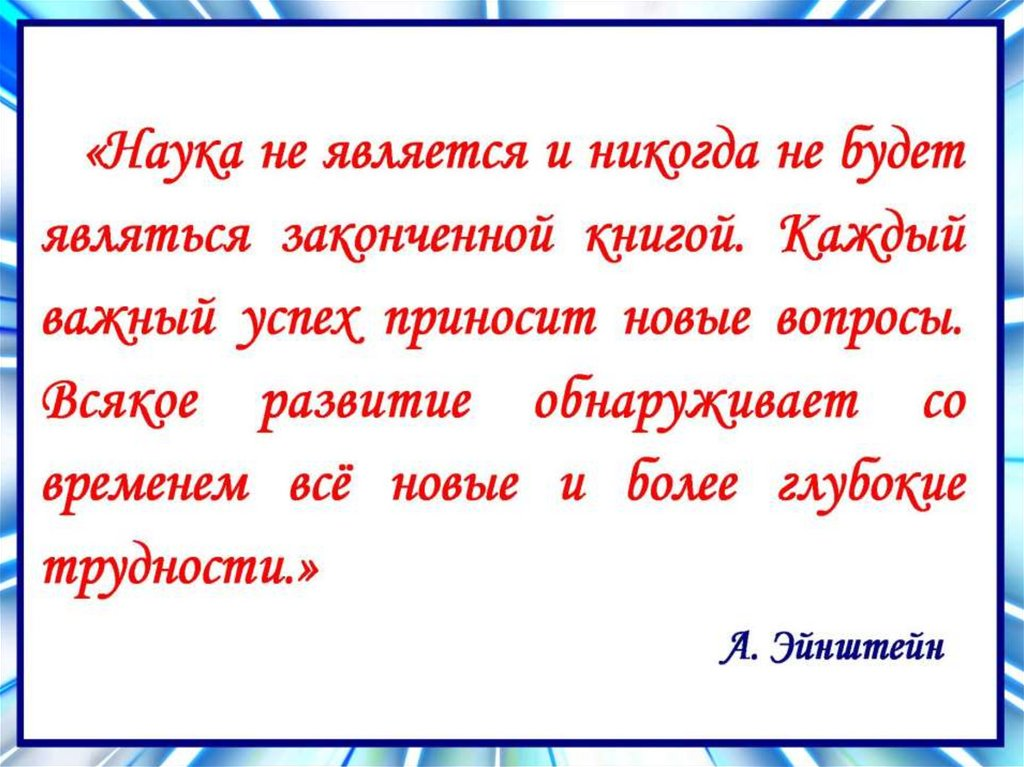 «Наука не является и никогда не будет
являться законченной книгой. Каждый
важный успех приносит новые вопросы.
Всякое развитие обнаруживает со
временем всё новые и более глубокие
трудности.»
А. Эйнштейн